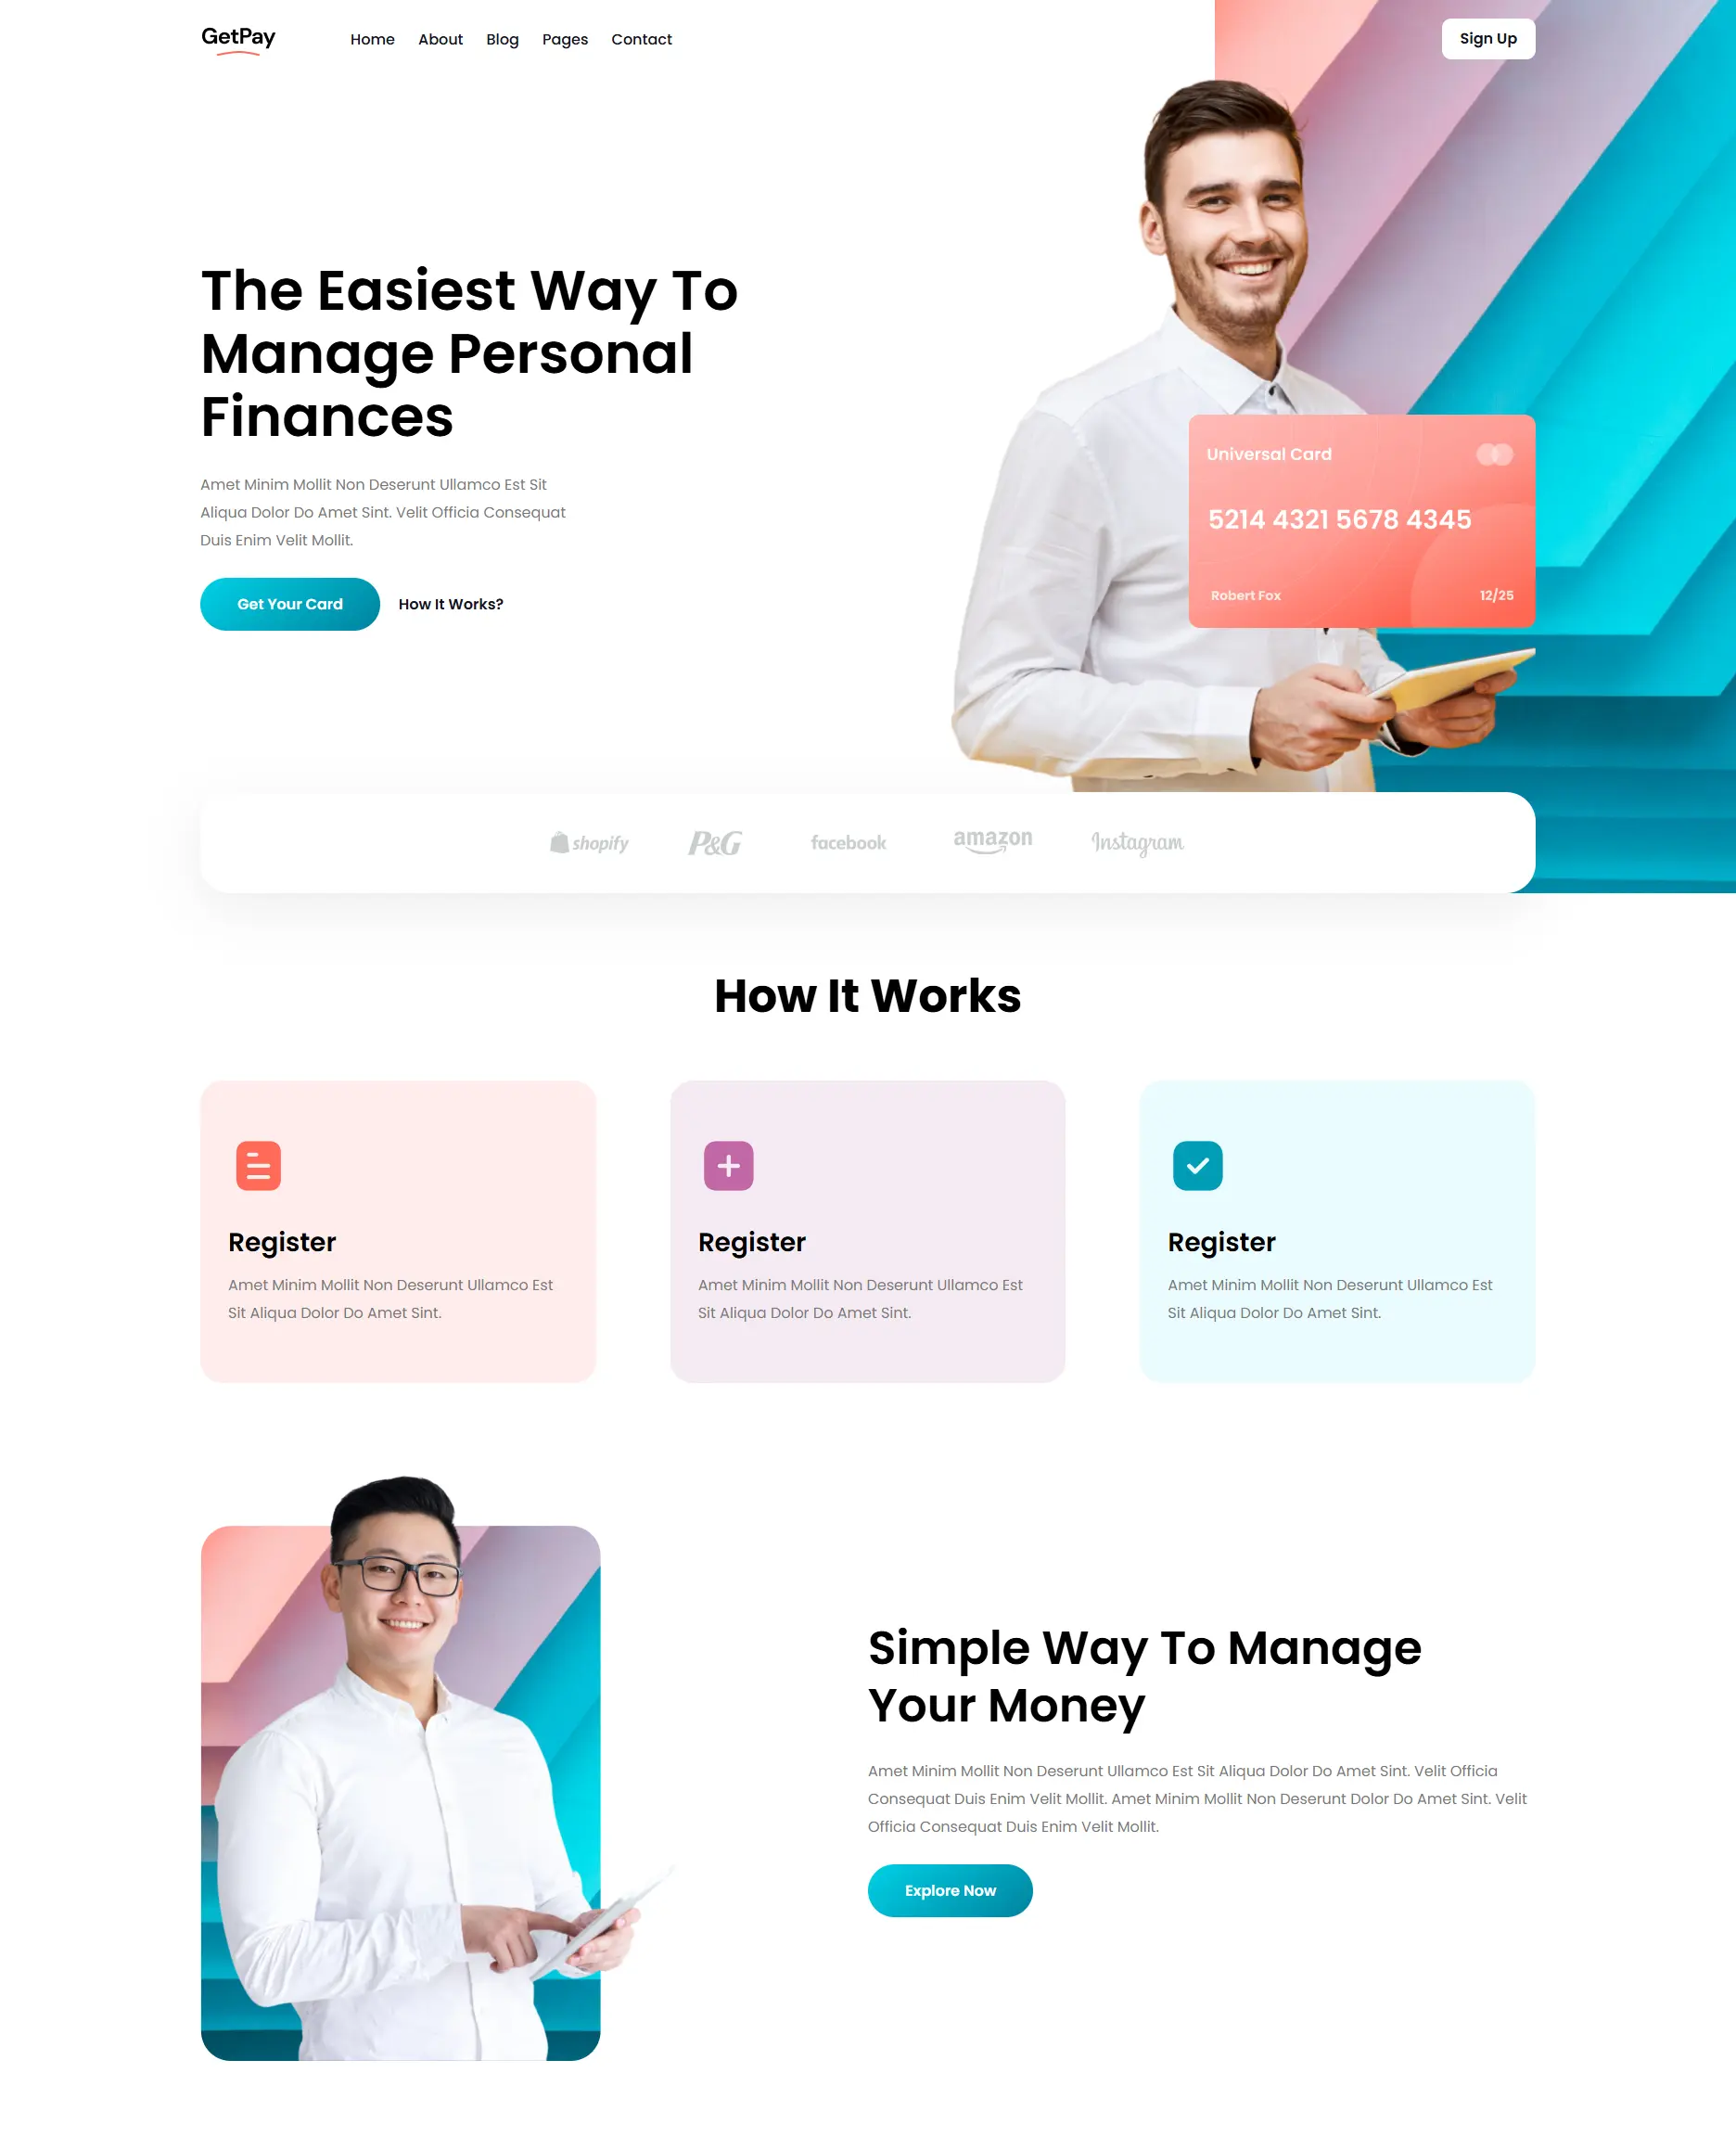 GetPay
Home About Blog Pages Contact
Sign Up
The Easiest Way To
Manage Personal
Finances
Amet Minim Mollit Non Deserunt Ullamco Est Sit
Aliqua Dolor Do Amet Sint. Velit Officia Consequat
Duis Enim Velit Mollit.
Get Your Card
How It Works?
Universal Card
5214 4321 5678 4345
Robert Fox
12/25
shopify
P&G
facebook
amazon
Instagram
How It Works
Register
Amet Minim Mollit Non Deserunt Ullamco Est
Sit Aliqua Dolor Do Amet Sint.
Register
Amet Minim Mollit Non Deserunt Ullamco Est
Sit Aliqua Dolor Do Amet Sint.
Register
Amet Minim Mollit Non Deserunt Ullamco Est
Sit Aliqua Dolor Do Amet Sint.
Simple Way To Manage
Your Money
Amet Minim Mollit Non Deserunt Ullamco Est Sit Aliqua Dolor Do Amet Sint. Velit Officia
Consequat Duis Enim Velit Mollit. Amet Minim Mollit Non Deserunt Dolor Do Amet Sint. Velit
Officia Consequat Duis Enim Velit Mollit.
Explore Now